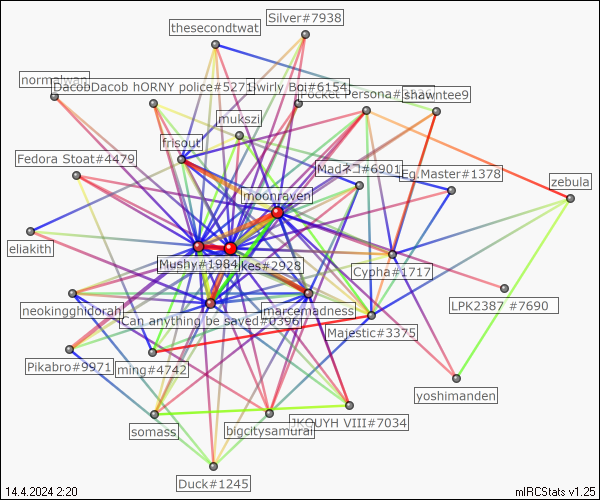 Silver#7938
thesecondtwat
normalwan
DacobDacob hORNY police#5271
Swirly Boi#6154
Pocket Persona#
shawntee9
mukszi
frisout
Fedora Stoat#4479
Madネコ#6901
Eg.Master#1378
zebula
moonraven
eliakith
Mushy#1984
kes#2928
Cypha#1717
neokingghidorah
Can anything be saved#0396
marcemadness
LPK2387 #7690
Majestic#3375
Pikabro#9971
ming#4742
yoshimanden
somass
bigcitysamurai
JKOUYH VIII#7034
Duck#1245
14.4.2024 2:20
mIRCStats v1.25